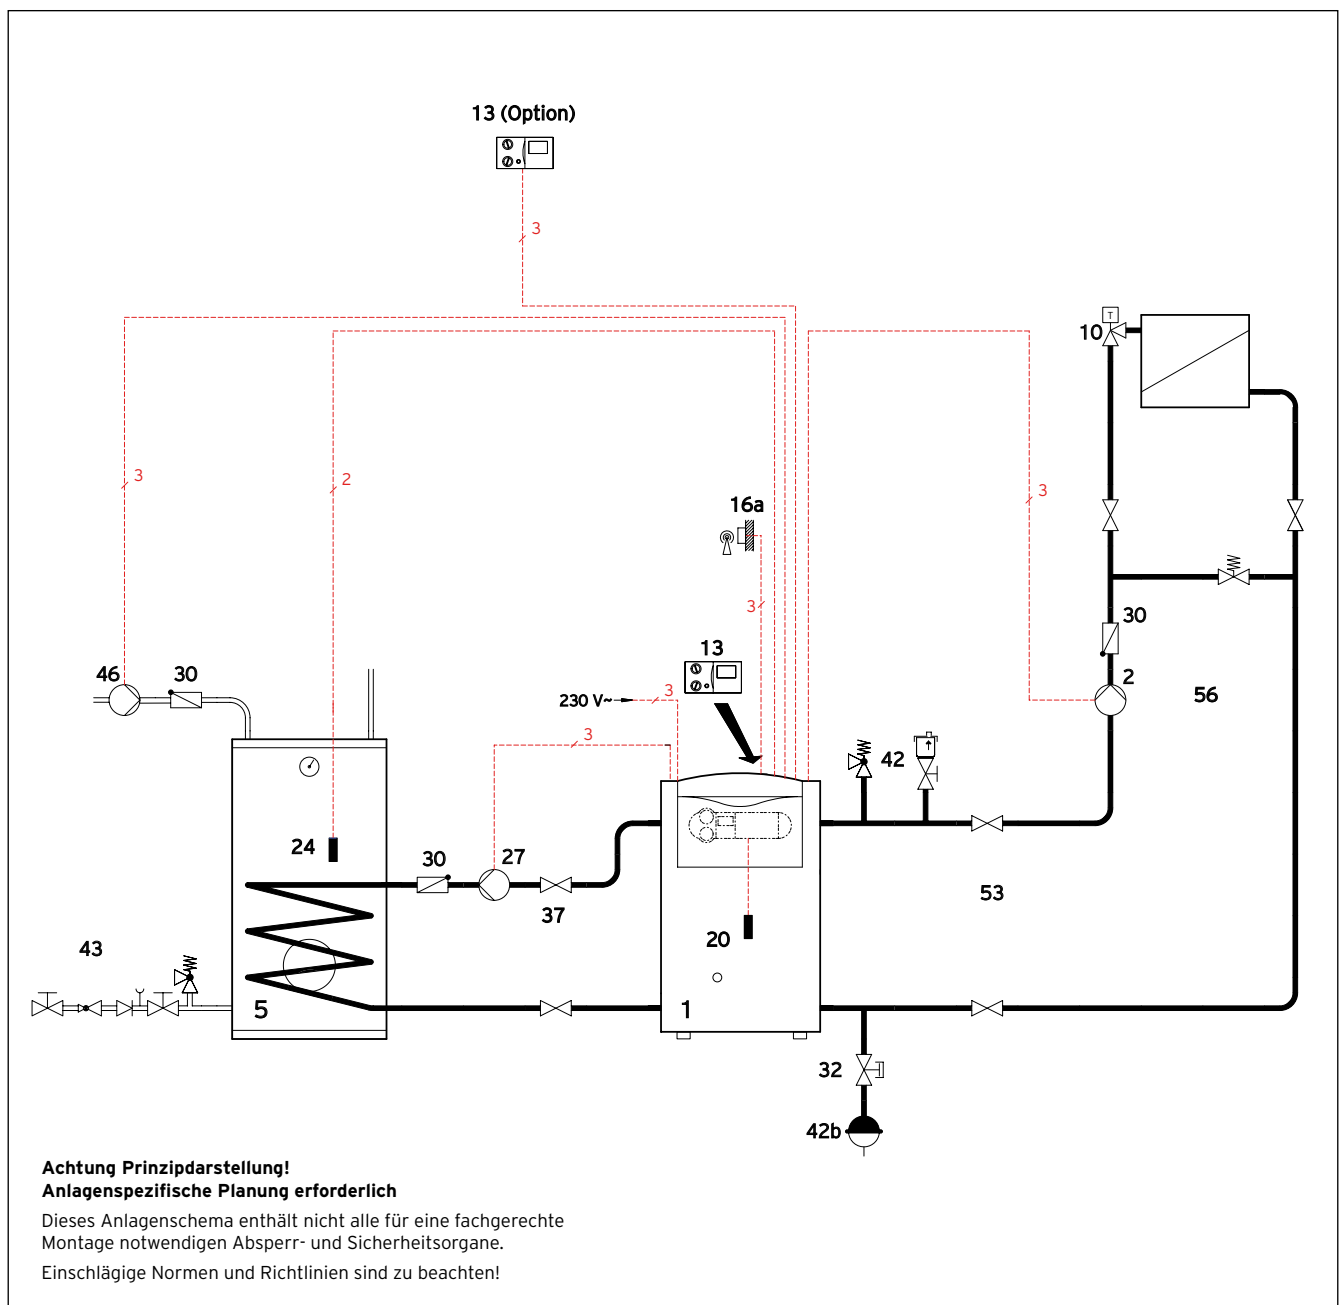 13 (Option)
3
10
T
3
2
3
16a
3
30
13
46
30
2
3
230 V~
56
3
42
24
30
27
53
37
20
43
5
1
32
42b
Achtung Prinzipdarstellung!
Anlagenspezifische Planung erforderlich
Dieses Anlagenschema enthält nicht alle für eine fachgerechte
Montage notwendigen Absperr- und Sicherheitsorgane.
Einschlägige Normen und Richtlinien sind zu beachten!